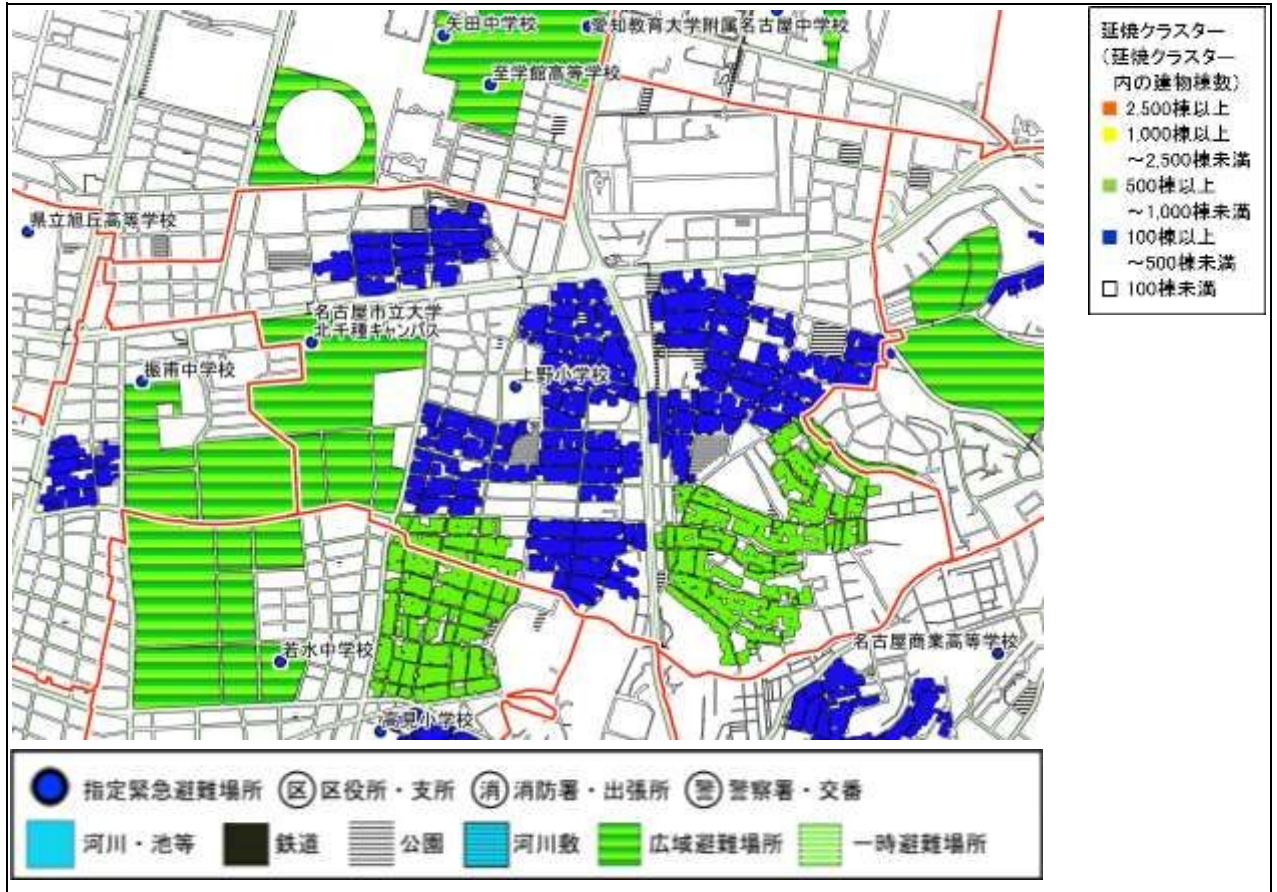 矢田中学校
愛知教育大学附属名古屋中学校
至学館高等学校
県立旭丘高等学校
名古屋市立大学
北千種キャンパス
振甫中学校
上野小学校
若水中学校
名古屋商業高等学校
高見小学校
延焼クラスター
(延焼クラスター
内の建物棟数)
2,500棟以上
1,000棟以上
～2,500棟未満
500棟以上
～1,000棟未満
100棟以上
～500棟未満
100棟未満
指定緊急避難場所 区 区役所・支所 消 消防署・出張所 警 警察署・交番
河川・池等 鉄道 公園 河川敷 広域避難場所 一時避難場所